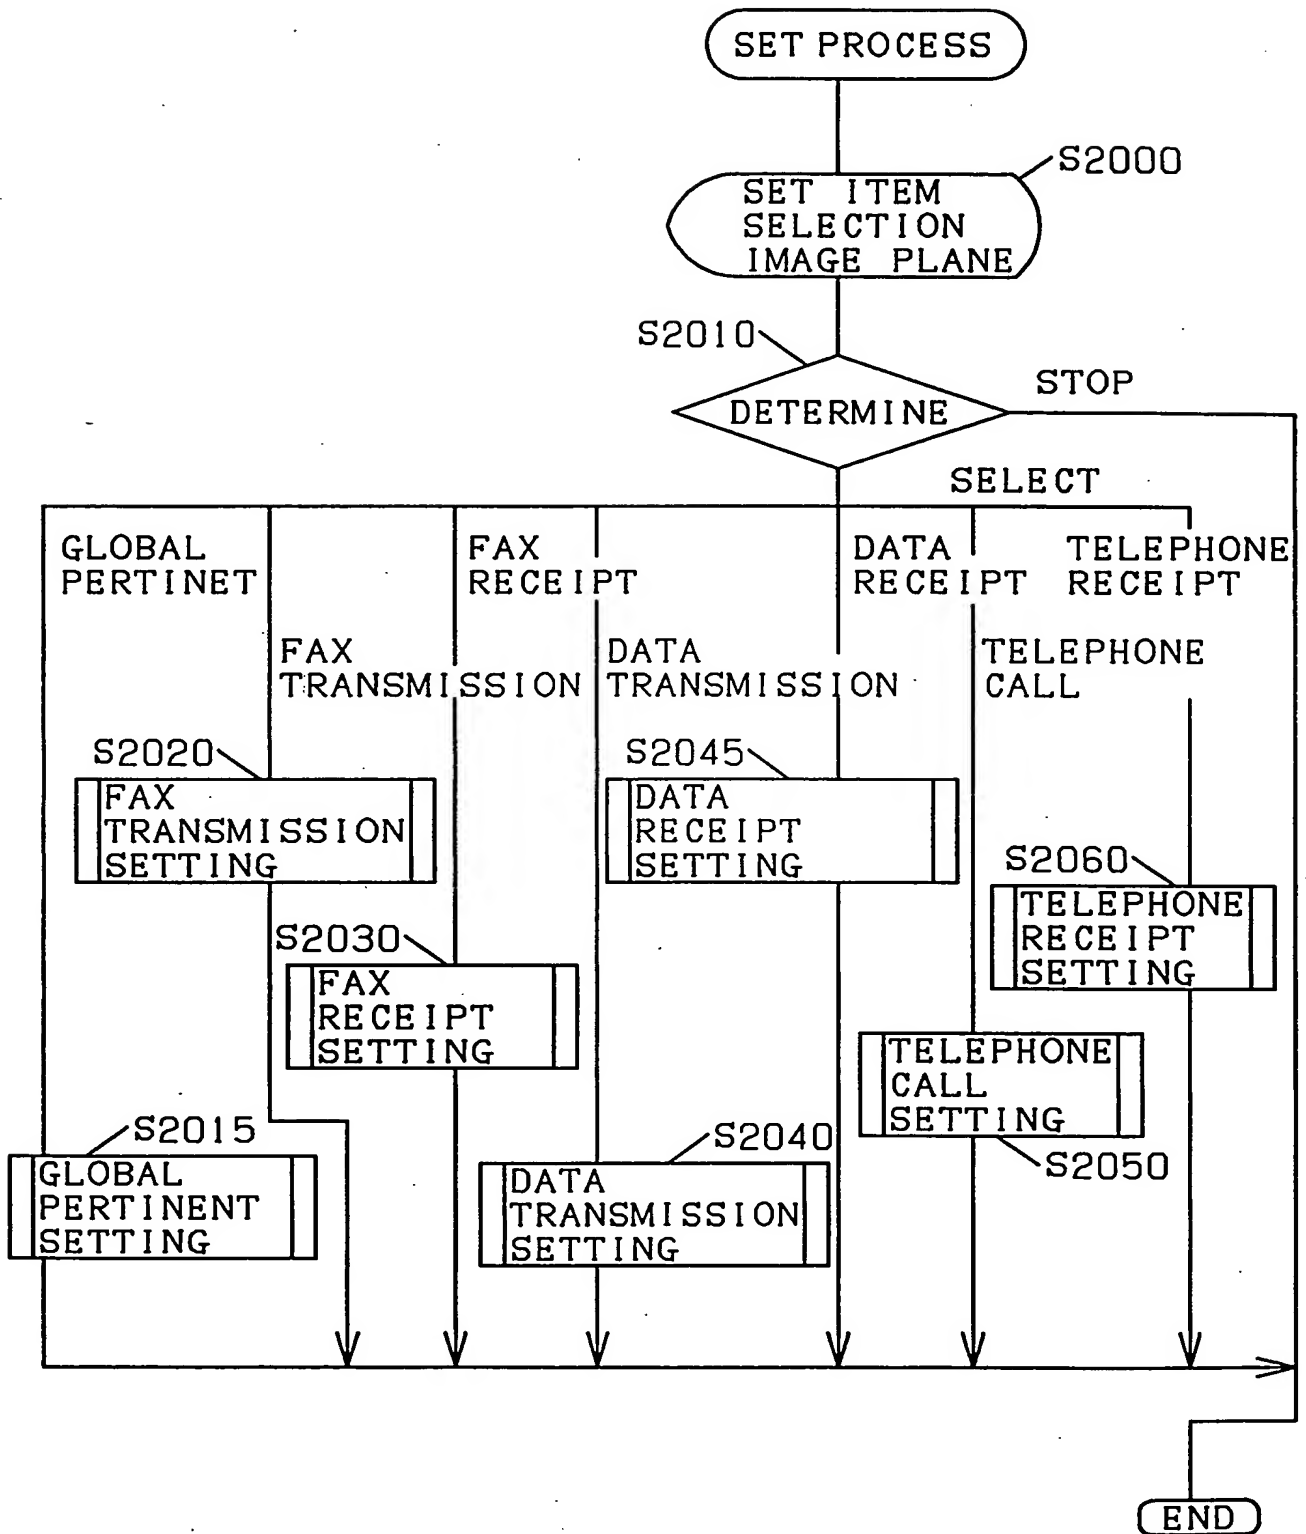 SET PROCESS
S2000
SET ITEM
SELECTION
IMAGE PLANE
S2010
DETERMINE
STOP
SELECT
GLOBAL
PERTINET
FAX
RECEIPT
DATA
RECEIPT
TELEPHONE
RECEIPT
FAX
TRANSMISSION
DATA
TRANSMISSION
TELEPHONE
CALL
S2020
FAX
TRANSMISSION
SETTING
S2045
DATA
RECEIPT
SETTING
S2060
TELEPHONE
RECEIPT
SETTING
S2030
FAX
RECEIPT
SETTING
TELEPHONE
CALL
SETTING
S2050
S2015
GLOBAL
PERTINENT
SETTING
S2040
DATA
TRANSMISSION
SETTING
END